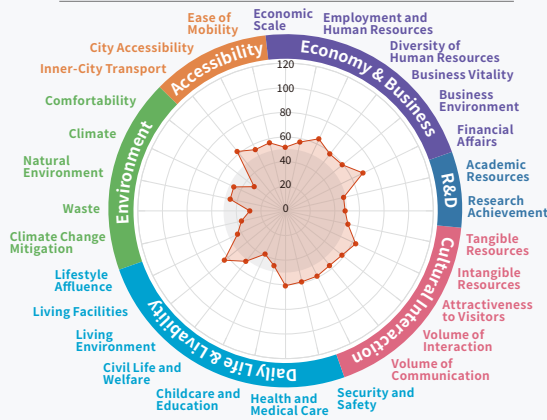 Economic
Scale
Employment and
Human Resources
Diversity of
Human Resources
Business Vitality
Business
Environment
Financial
Affairs
Academic
Resources
Research
Achievement
Tangible
Resources
Intangible
Resources
Attractiveness
to Visitors
Volume of
Interaction
Volume of
Communication
Security and
Safety
Health and
Medical Care
Childcare and
Education
Civil Life and
Welfare
Living
Environment
Living Facilities
Lifestyle
Affluence
Climate Change
Mitigation
Waste
Natural
Environment
Climate
Comfortability
Inner-City Transport
City Accessibility
Ease of
Mobility
Economy & Business
R&D
Cultural Interaction
Daily Life & Livability
Environment
Accessibility
120
100
80
60
40
20
0